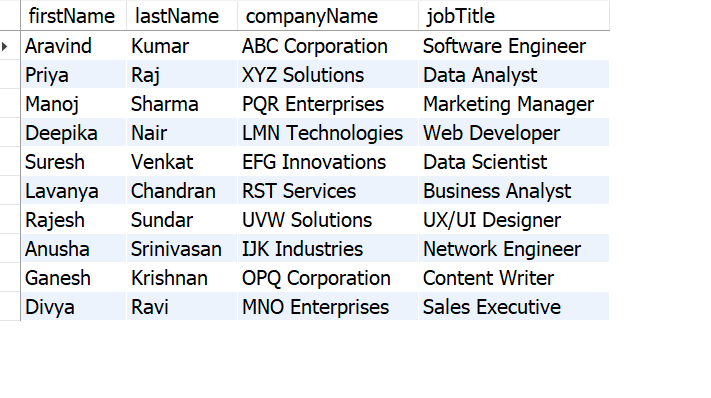 firstName lastName companyName jobTitle
Aravind Kumar ABC Corporation Software Engineer
Priya Raj XYZ Solutions Data Analyst
Manoj Sharma PQR Enterprises Marketing Manager
Deepika Nair LMN Technologies Web Developer
Suresh Venkat EFG Innovations Data Scientist
Lavanya Chandran RST Services Business Analyst
Rajesh Sundar UVW Solutions UX/UI Designer
Anusha Srinivasan IJK Industries Network Engineer
Ganesh Krishnan OPQ Corporation Content Writer
Divya Ravi MNO Enterprises Sales Executive